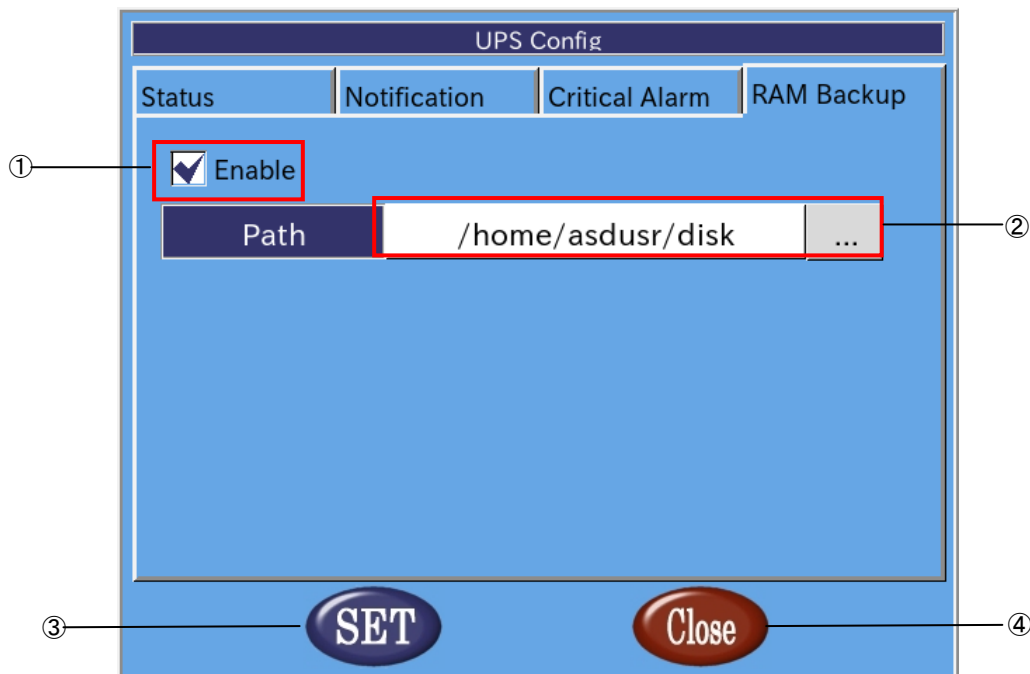 UPS Config
Status Notification Critical Alarm RAM Backup
① Enable
Path /home/asdusr/disk ... ②
③ SET Close ④